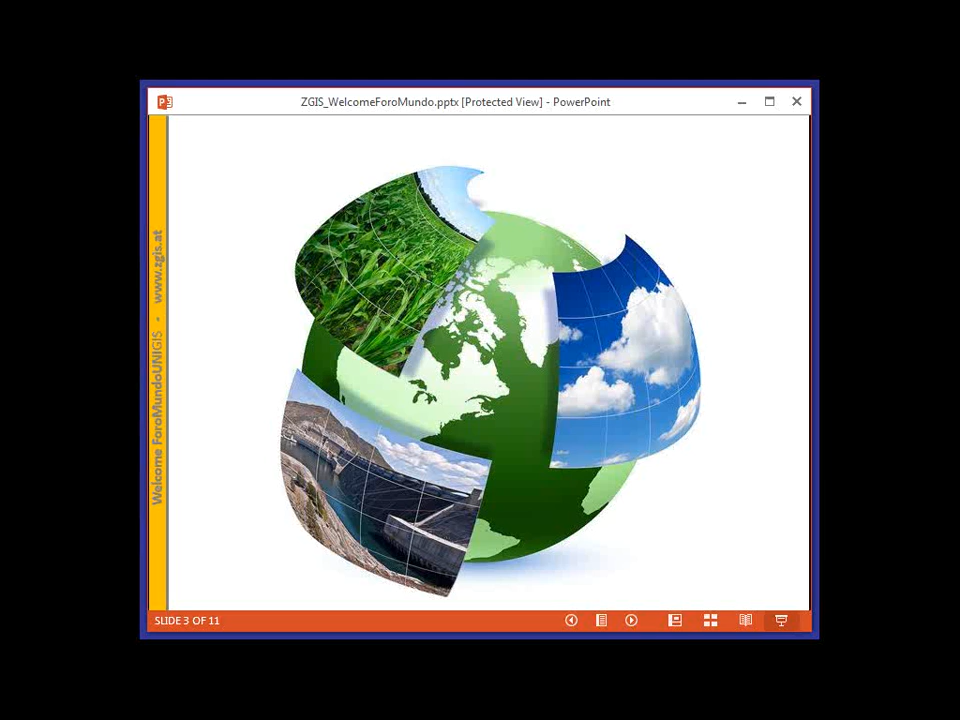 ZGIS_WelcomeForoMundo.pptx [Protected View] - PowerPoint
Welcome ForoMundoUNIGIS - www.zgis.at
SLIDE 3 OF 11